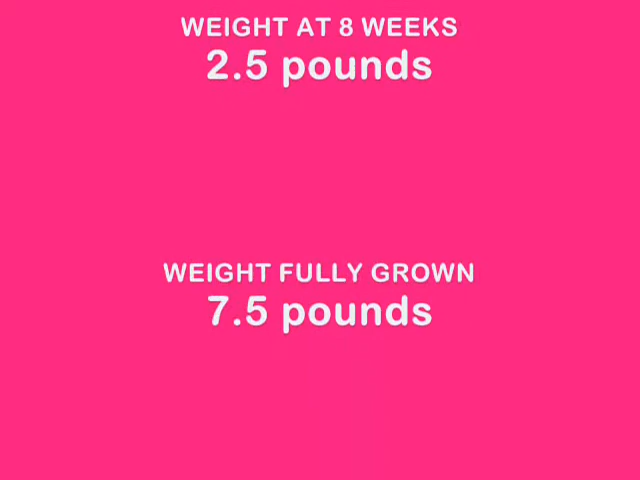 WEIGHT AT 8 WEEKS
2.5 pounds
WEIGHT FULLY GROWN
7.5 pounds